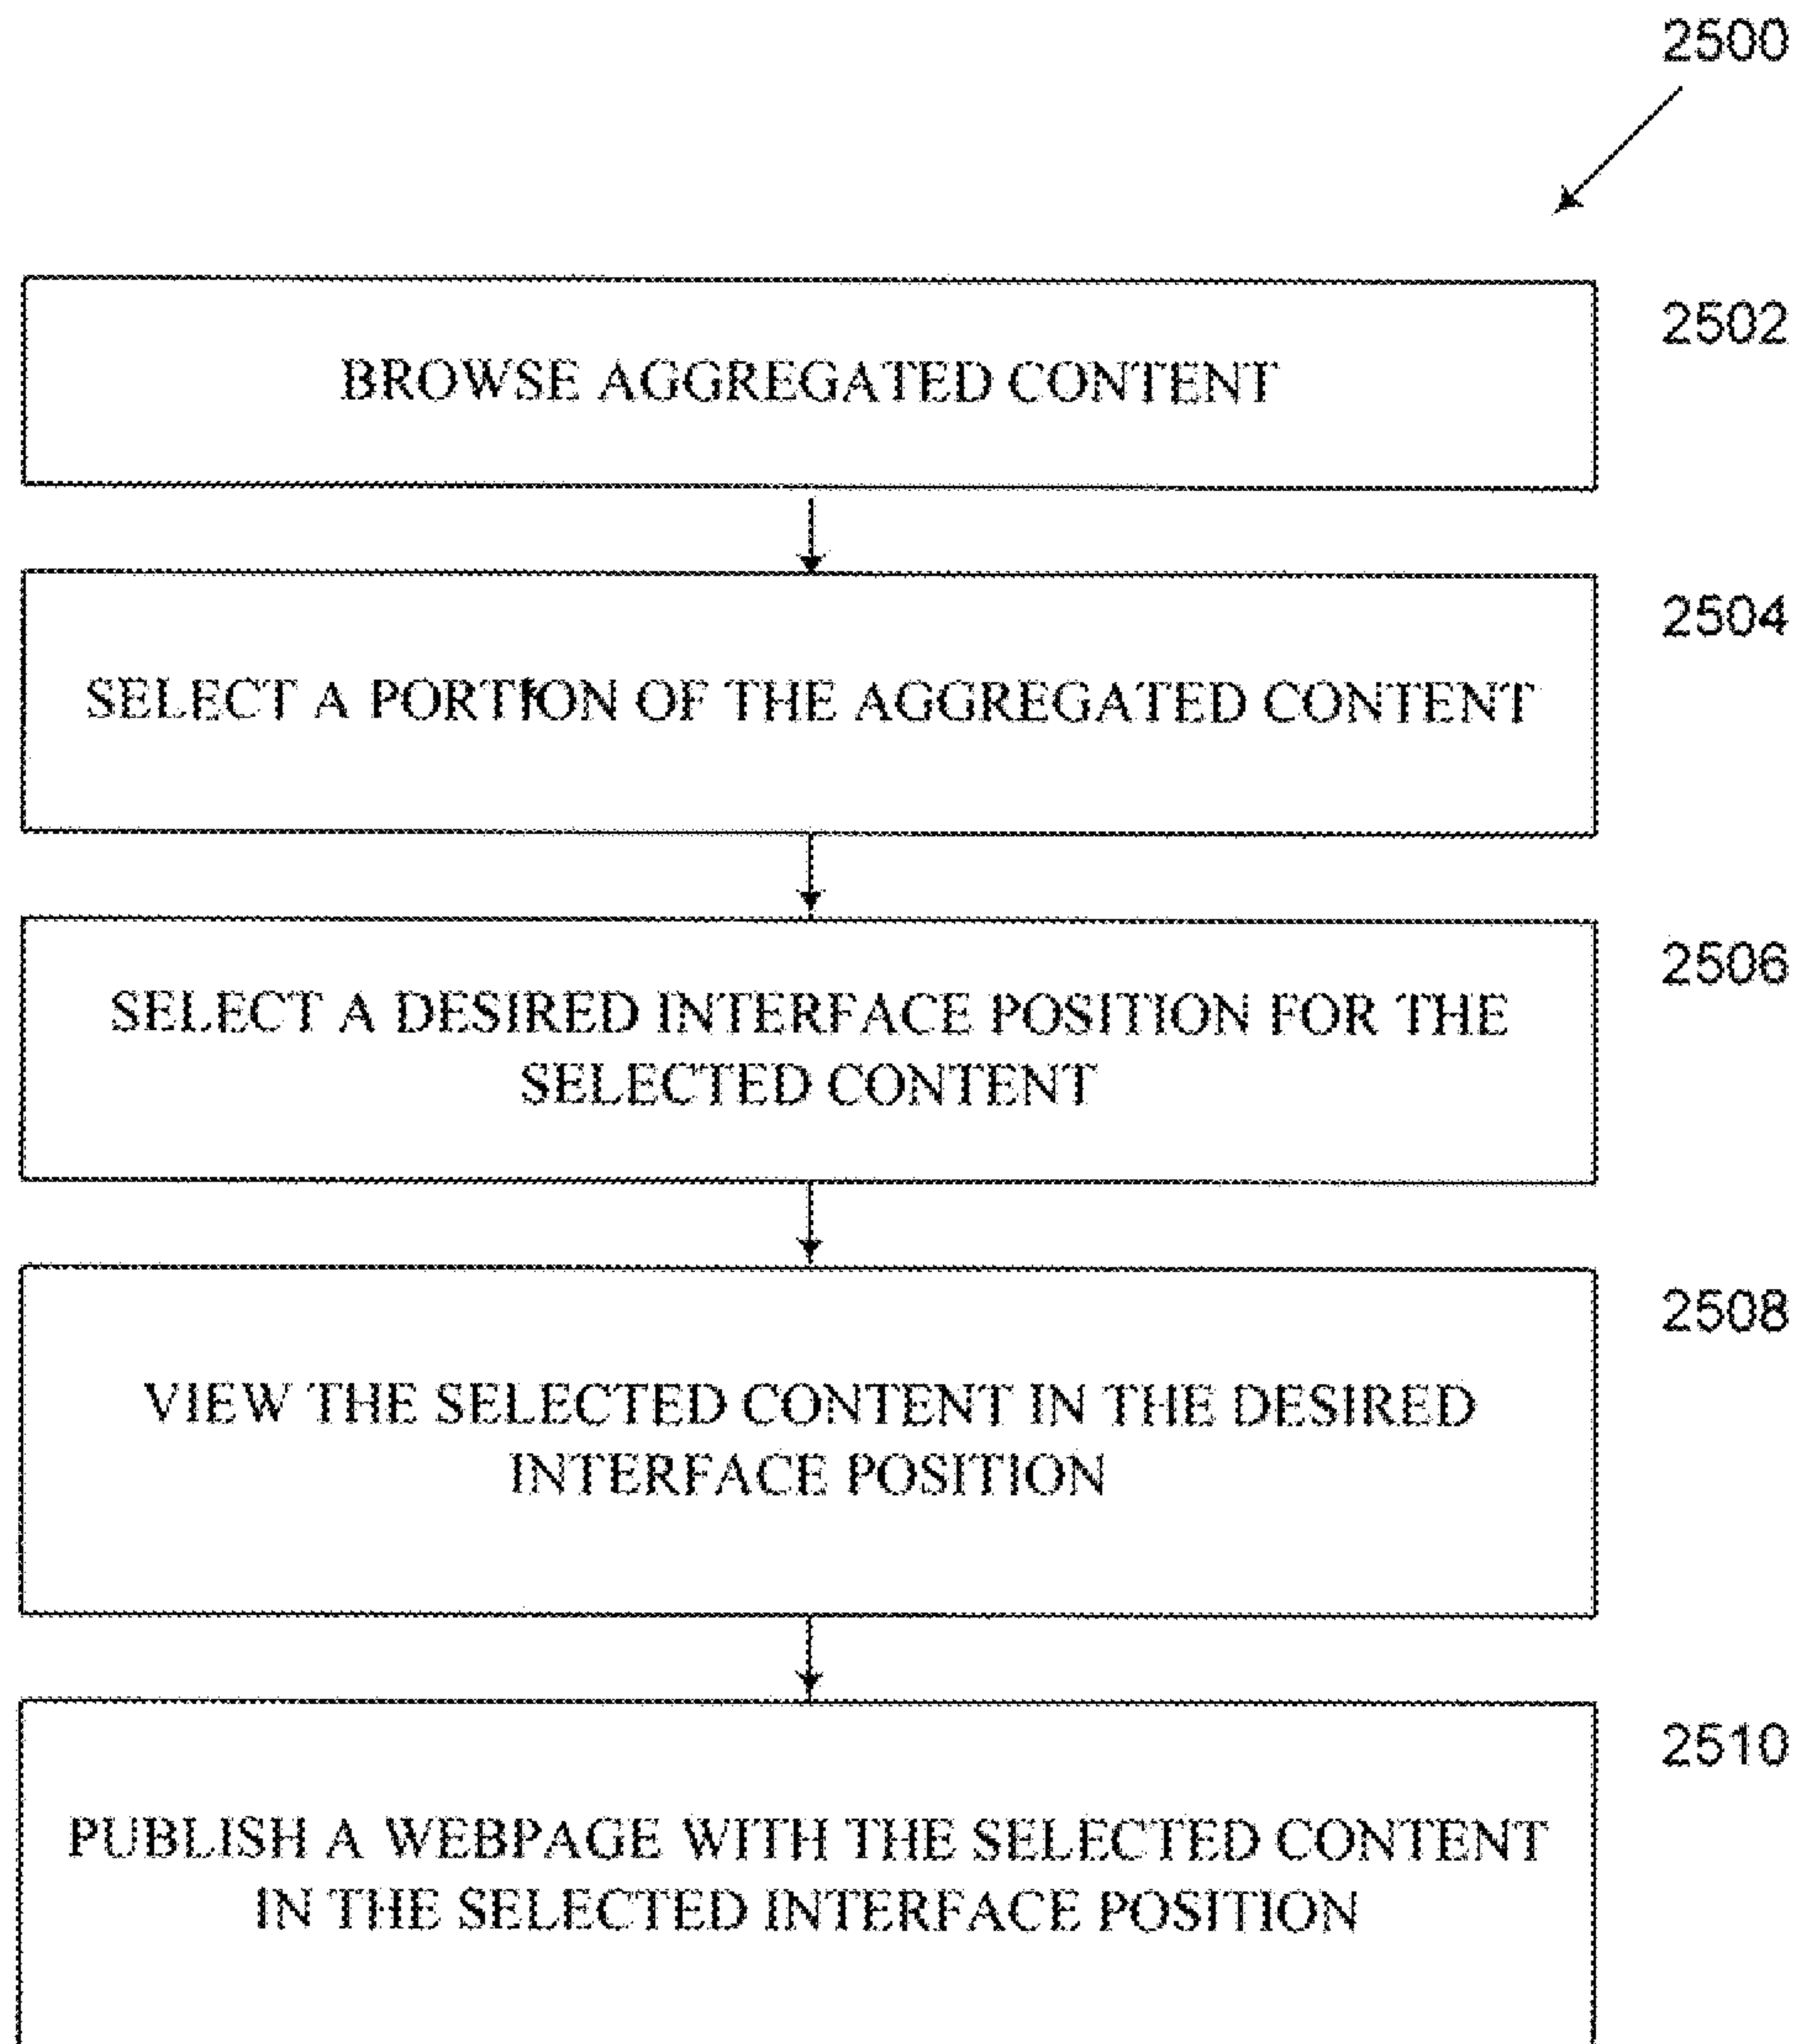 2500
2502
BROWSE AGGREGATED CONTENT
2504
SELECT A PORTION OF THE AGGREGATED CONTENT
2506
SELECT A DESIRED INTERFACE POSITION FOR THE
SELECTED CONTENT
2508
VIEW THE SELECTED CONTENT IN THE DESIRED
INTERFACE POSITION
2510
PUBLISH A WEBPAGE WITH THE SELECTED CONTENT
IN THE SELECTED INTERFACE POSITION